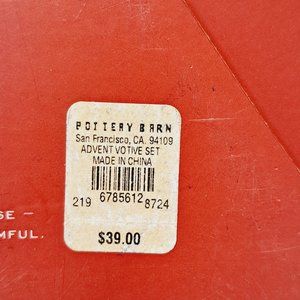 POTTERY BARN
San Francisco, CA. 94109
ADVENT VOTIVE SET
MADE IN CHINA
219 6785612 8724
$39.00
SE –
MFUL.